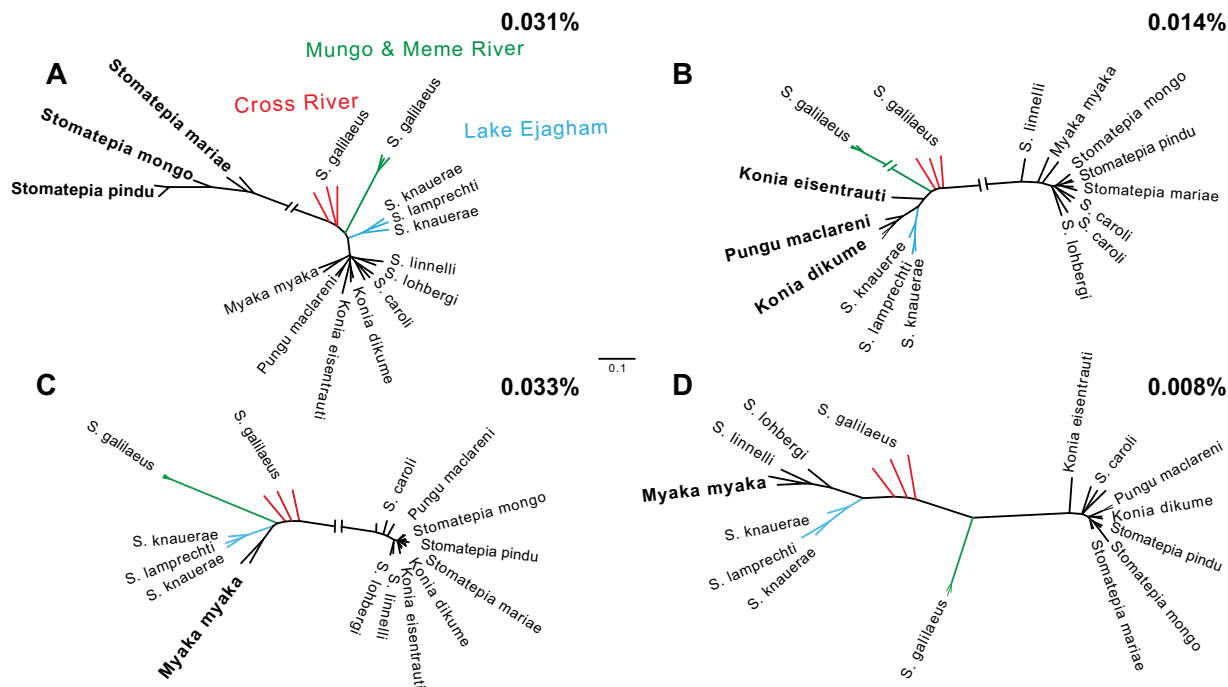 A
0.031%
Mungo & Meme River
Cross River
Lake Ejagham
Stomatepia mariae
Stomatepia mongo
Stomatepia pindu
S. galilaeus
S. galilaeus
S. knauerae
S. lamprechti
S. knauerae
S. linnelli
S. lohbergi
S. caroli
Konia dikume
Konia eisentrauti
Pungu maclareni
Myaka myaka
B
0.014%
S. galilaeus
S. galilaeus
S. linnelli
Myaka myaka
Stomatepia mongo
Stomatepia pindu
Stomatepia mariae
S. caroli
S. caroli
S. lohbergi
Konia eisentrauti
Pungu maclareni
Konia dikume
S. knauerae
S. lamprechti
S. knauerae
0.1
C
0.033%
S. galilaeus
S. galilaeus
S. caroli
Pungu maclareni
Stomatepia mongo
Stomatepia pindu
Stomatepia mariae
Konia dikume
Konia eisentrauti
S. linnelli
S. lohbergi
S. knauerae
S. lamprechti
S. knauerae
Myaka myaka
D
0.008%
S. lohbergi
S. linnelli
Myaka myaka
S. galilaeus
S. knauerae
S. lamprechti
S. knauerae
S. galilaeus
Konia eisentrauti
S. caroli
Pungu maclareni
Konia dikume
Stomatepia pindu
Stomatepia mongo
Stomatepia mariae